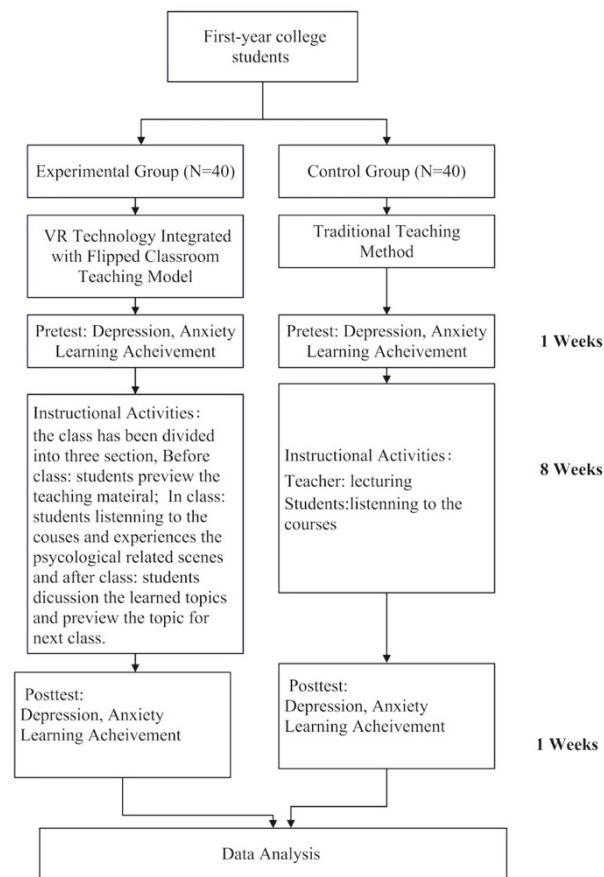 First-year college
students
Experimental Group (N=40)
Control Group (N=40)
VR Technology Integrated
with Flipped Classroom
Teaching Model
Traditional Teaching
Method
Pretest: Depression, Anxiety
Learning Acheivement
Pretest: Depression, Anxiety
Learning Acheivement
1 Weeks
Instructional Activities:
the class has been divided
into three section, Before
class: students preview the
teaching mateiral; In class:
students listenning to the
couses and experiences the
psycological related scenes
and after class: students
dicussion the learned topics
and preview the topic for
next class.
Instructional Activities:
Teacher: lecturing
Students:listenning to the
courses
8 Weeks
Posttest:
Depression, Anxiety
Learning Acheivement
Posttest:
Depression, Anxiety
Learning Acheivement
1 Weeks
Data Analysis